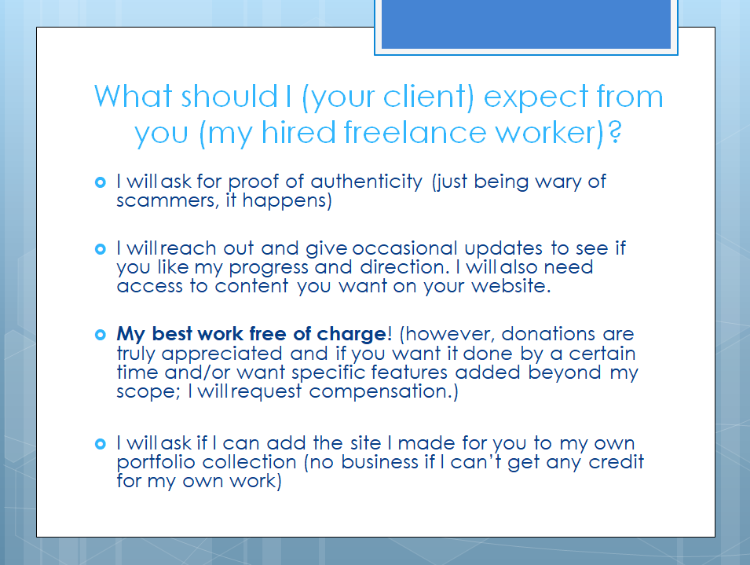 What should I (your client) expect from
you (my hired freelance worker)?
I will ask for proof of authenticity (just being wary of
scammers, it happens)
I will reach out and give occasional updates to see if
you like my progress and direction. I will also need
access to content you want on your website.
My best work free of charge! (however, donations are
truly appreciated and if you want it done by a certain
time and/or want specific features added beyond my
scope; I will request compensation.)
I will ask if I can add the site I made for you to my own
portfolio collection (no business if I can't get any credit
for my own work)